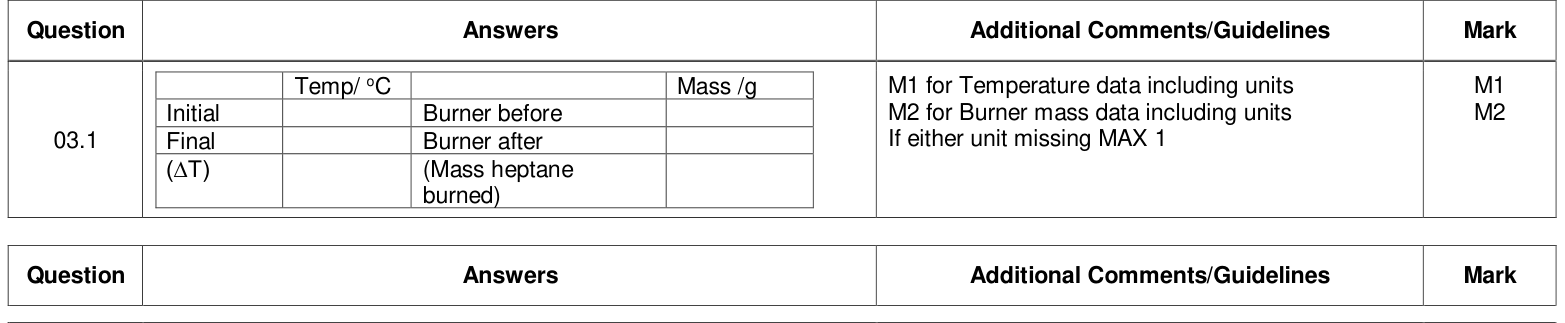 Question Answers Additional Comments/Guidelines Mark
Temp/ °C Mass /g M1 for Temperature data including units M1
Initial Burner before M2 for Burner mass data including units M2
03.1 Final Burner after If either unit missing MAX 1
(ΔT) (Mass heptane
burned)
Question Answers Additional Comments/Guidelines Mark